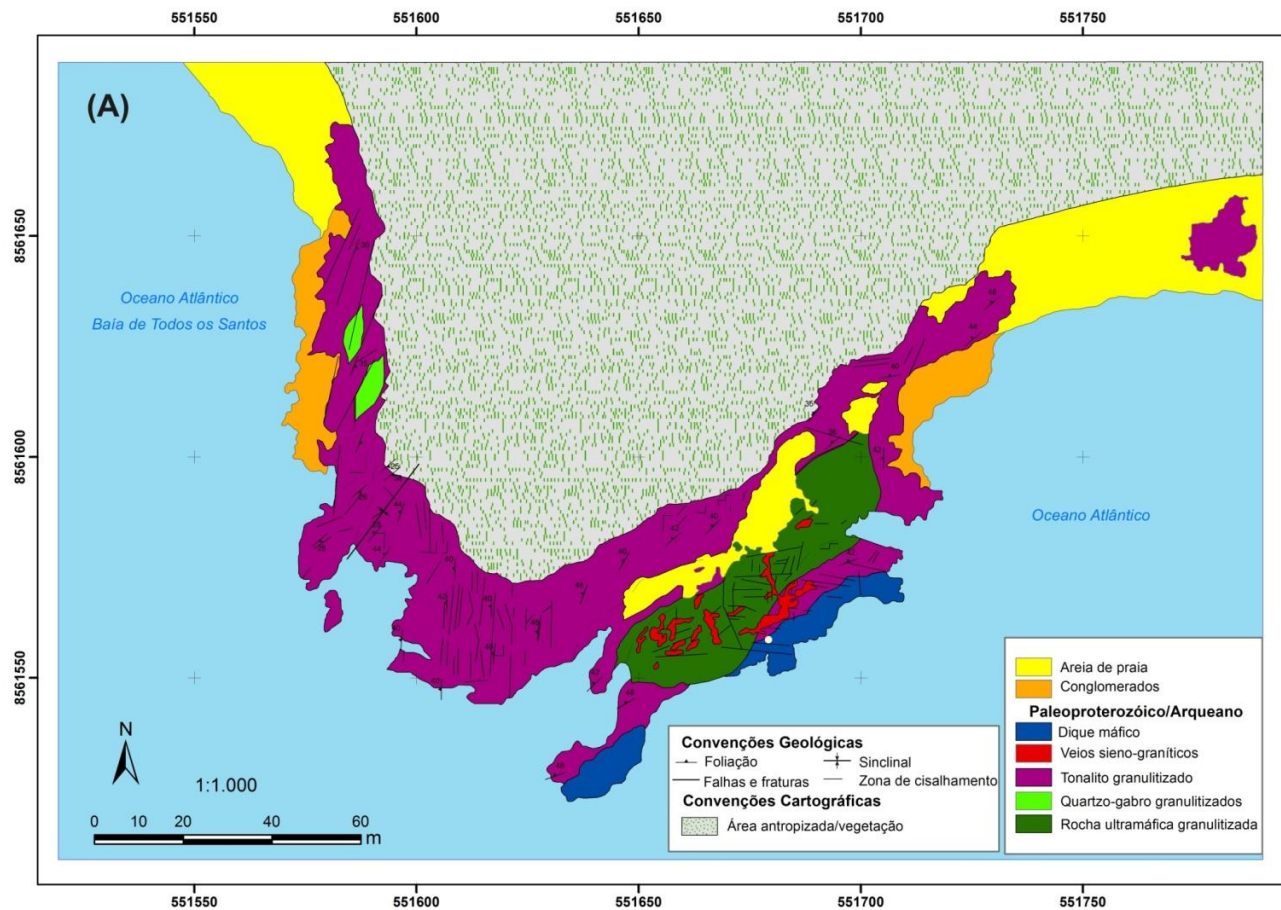 551550 551600 551650 551700 551750
(A)
8561650
8561650
Oceano Atlântico
Baía de Todos os Santos
8561600
8561600
Oceano Atlântico
8561550
8561550
N
1:1.000
0 10 20 40 60
m
Convenções Geológicas
Foliação
Sinclinal
Falhas e fraturas
Zona de cisalhamento
Convenções Cartográficas
Área antropizada/vegetação
Areia de praia
Conglomerados
Paleoproterozóico/Arqueano
Dique máfico
Veios sieno-graníticos
Tonalito granulitizado
Quartzo-gabro granulitizados
Rocha ultramáfica granulitizada
551550 551600 551650 551700 551750